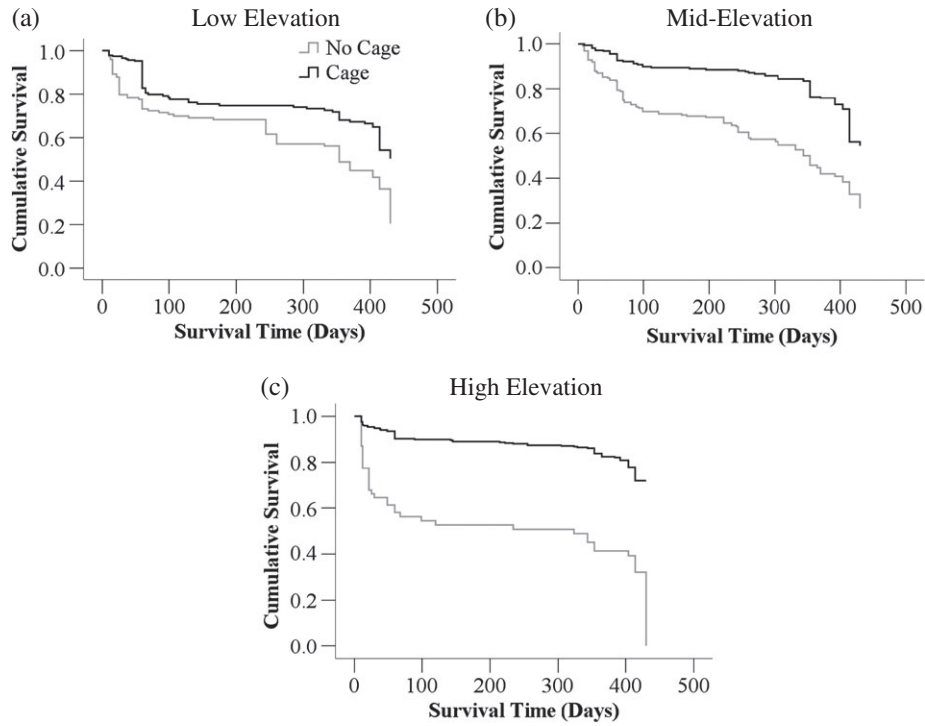 (a) Low Elevation
Cumulative Survival
1.0
0.8
0.6
0.4
0.2
0.0
No Cage
Cage
0 100 200 300 400 500
Survival Time (Days)
(b) Mid-Elevation
Cumulative Survival
1.0
0.8
0.6
0.4
0.2
0.0
0 100 200 300 400 500
Survival Time (Days)
(c) High Elevation
Cumulative Survival
1.0
0.8
0.6
0.4
0.2
0.0
0 100 200 300 400 500
Survival Time (Days)